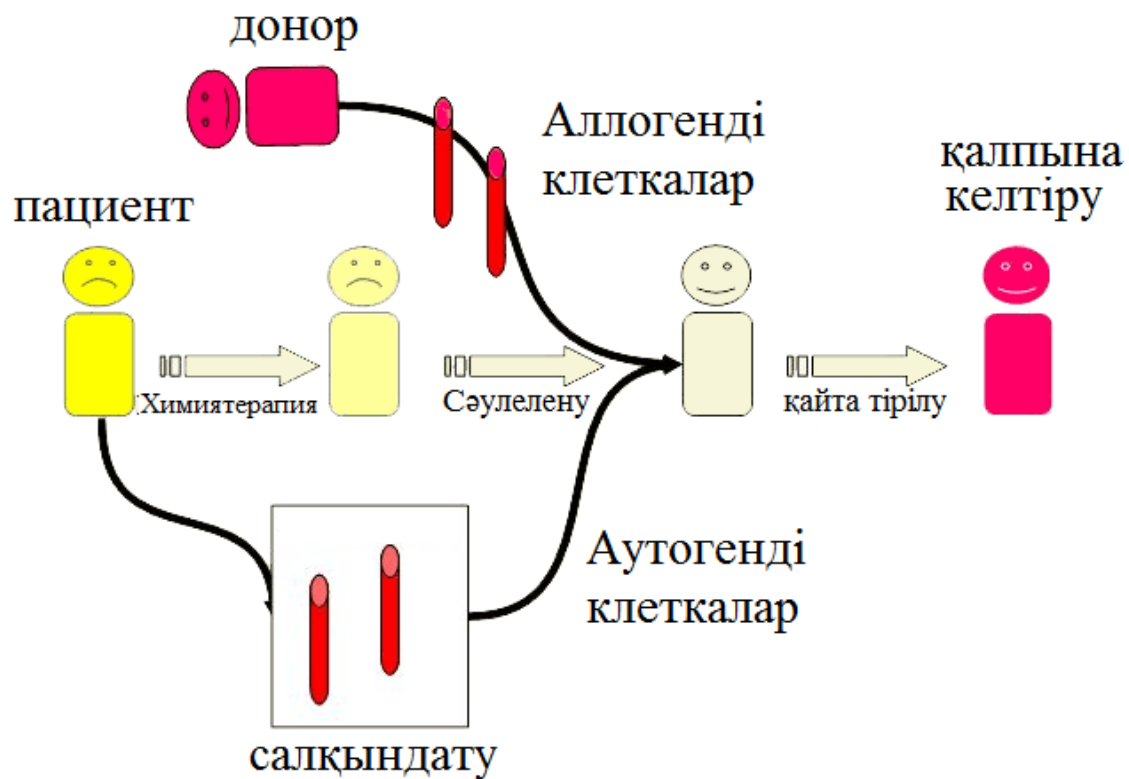 донор
Аллогенді
клеткалар
қалпына
келтіру
пациент
Химиятерапия
Сәулелену
қайта тірілу
Аутогенді
клеткалар
салқындату